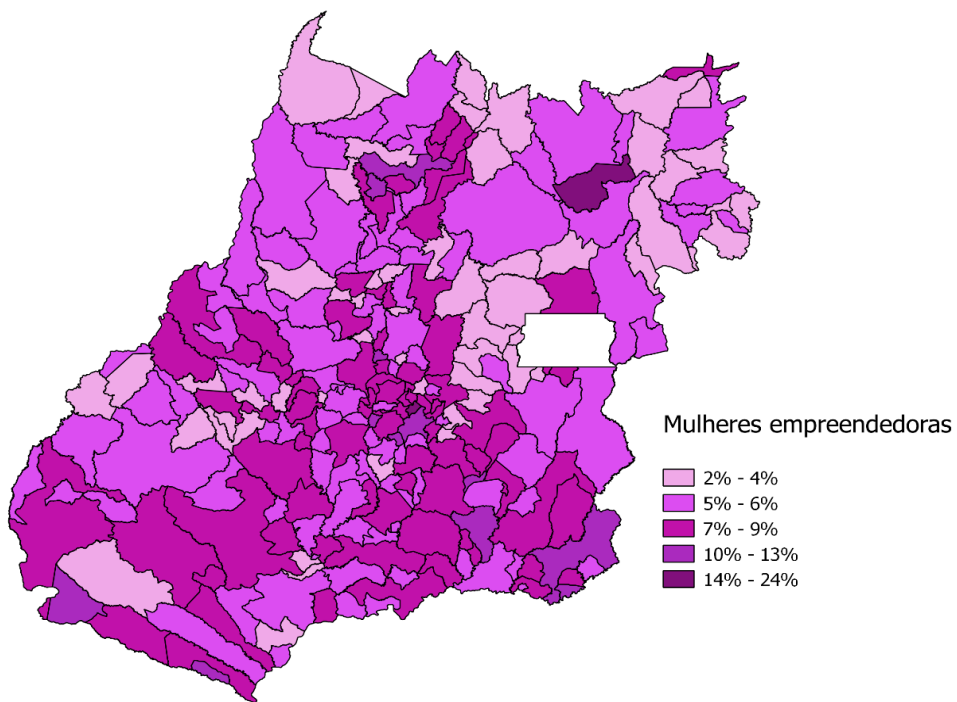 Mulheres empreendedoras
2% - 4%
5% - 6%
7% - 9%
10% - 13%
14% - 24%